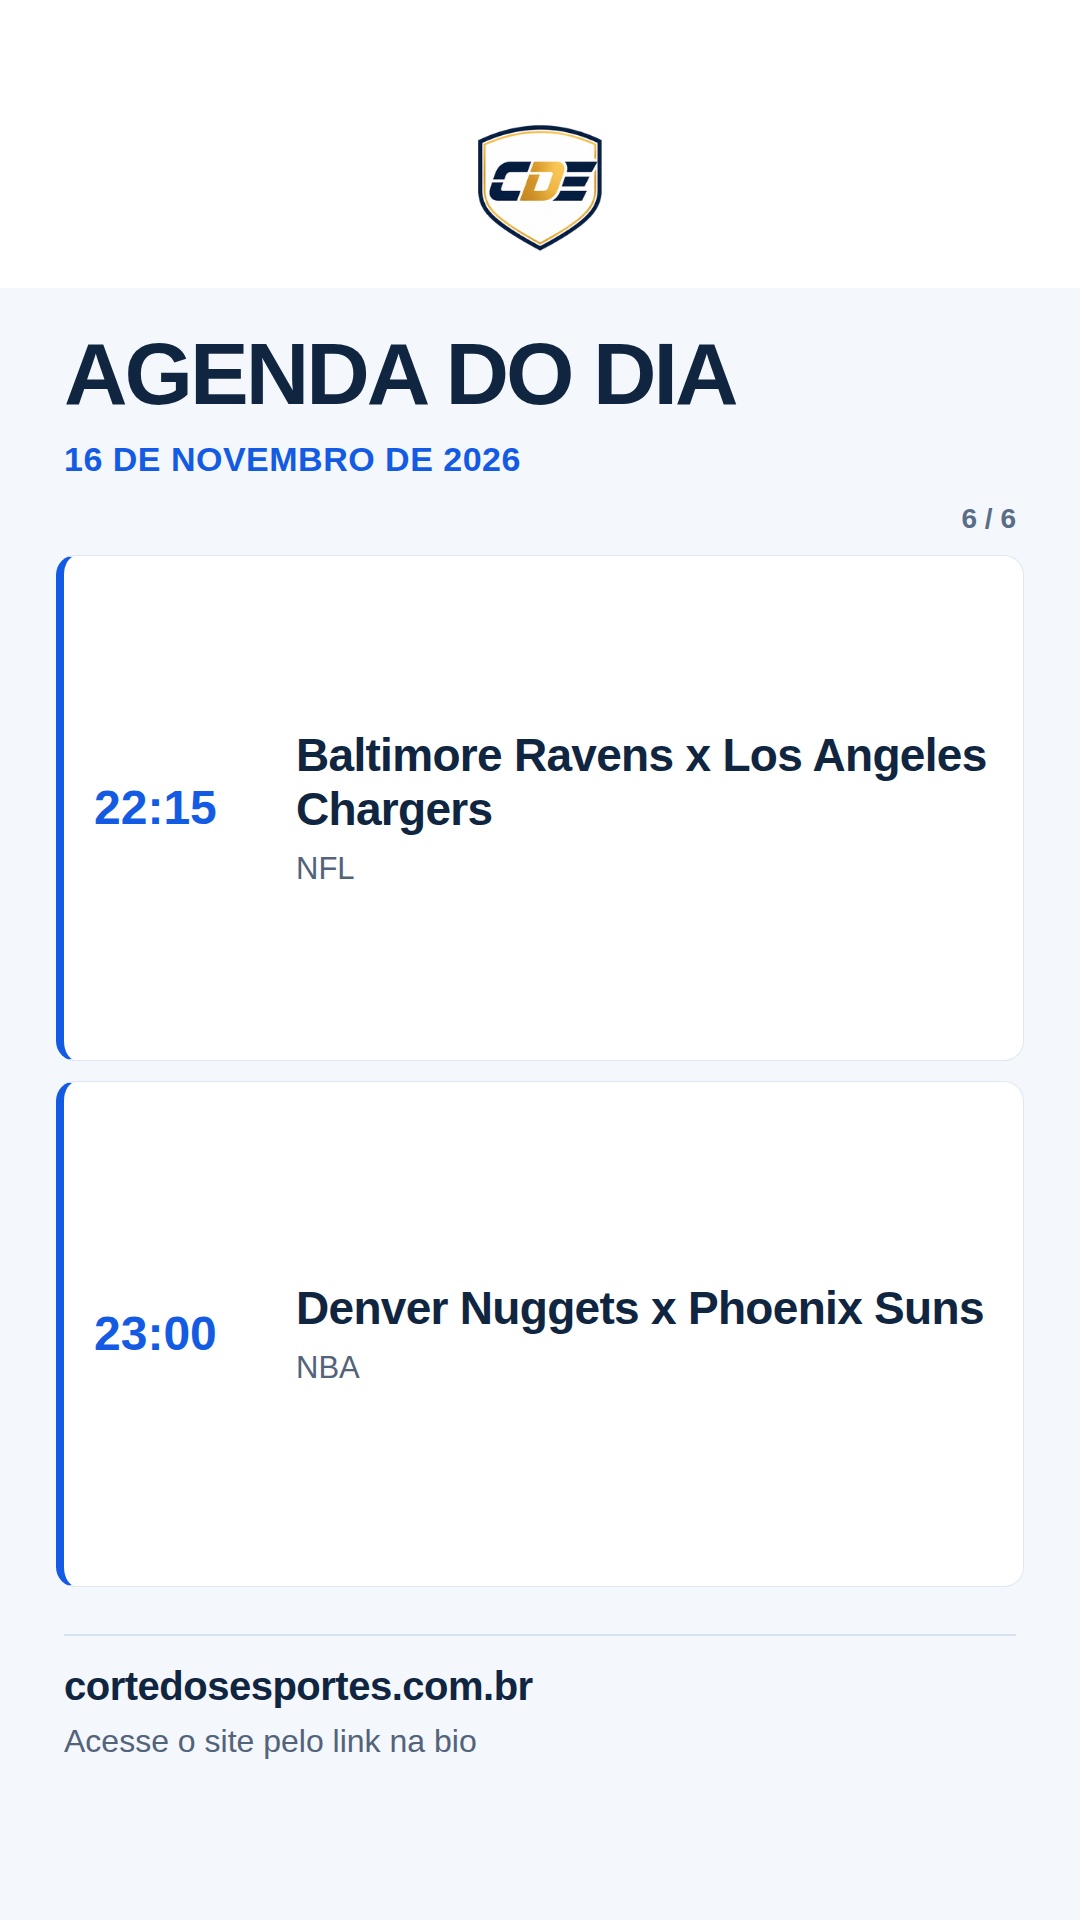 CDE
AGENDA DO DIA
16 DE NOVEMBRO DE 2026
6 / 6
22:15
Baltimore Ravens x Los Angeles
Chargers
NFL
23:00
Denver Nuggets x Phoenix Suns
NBA
cortedosesportes.com.br
Acesse o site pelo link na bio